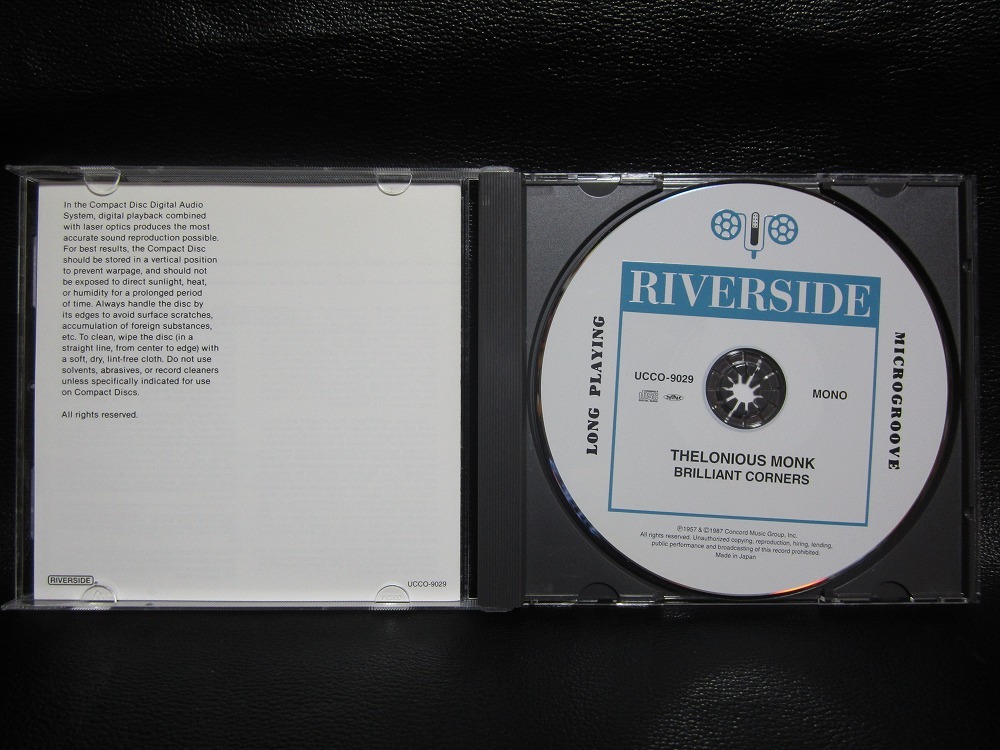 In the Compact Disc Digital Audio
System, digital playback combined
with laser optics produces the most
accurate sound reproduction possible.
For best results, the Compact Disc
should be stored in a vertical position
to prevent warpage, and should not
be exposed to direct sunlight, heat,
or humidity for a prolonged period
of time. Always handle the disc by
its edges to avoid surface scratches,
accumulation of foreign substances,
etc. To clean, wipe the disc (in a
straight line, from center to edge) with
a soft, dry, lint-free cloth. Do not use
solvents, abrasives, or record cleaners
unless specifically indicated for use
on Compact Discs.
All rights reserved.
RIVERSIDE
UCCO-9029
RIVERSIDE
LONG PLAYING
MICROGROOVE
UCCO-9029
MONO
THELONIOUS MONK
BRILLIANT CORNERS
℗1957 & ©1987 Concord Music Group, Inc.
All rights reserved. Unauthorized copying, reproduction, hiring, lending,
public performance and broadcasting of this record prohibited.
Made in Japan